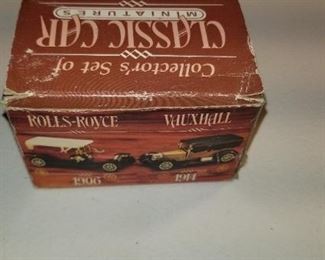 Collector's Set of
CLASSIC CAR
MINIATURES
ROLLS-ROYCE VAUXHALL
1906 1914